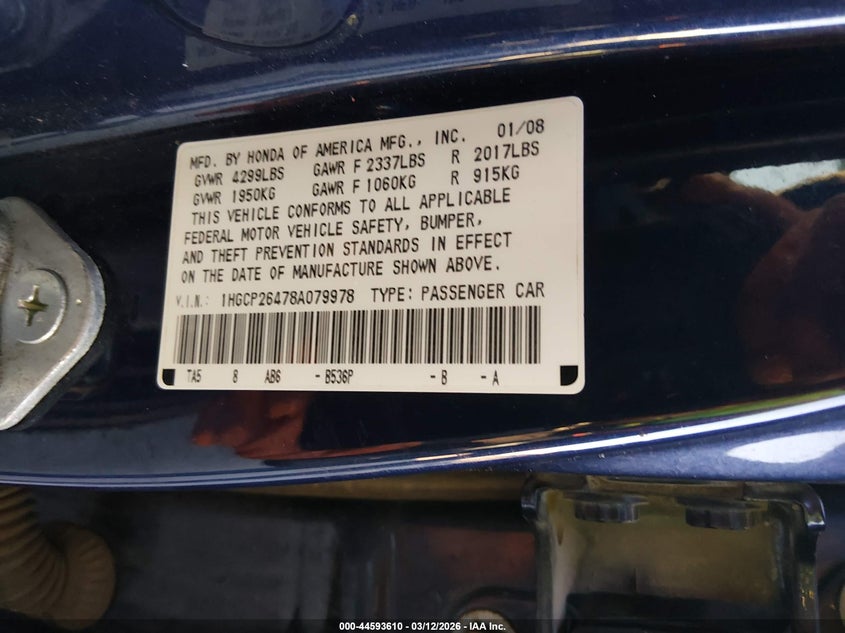 MFD. BY HONDA OF AMERICA MFG., INC. 01/08
GVWR 4299LBS GAWR F 2337LBS R 2017LBS
GVWR 1950KG GAWR F 1060KG R 915KG
THIS VEHICLE CONFORMS TO ALL APPLICABLE
FEDERAL MOTOR VEHICLE SAFETY, BUMPER,
AND THEFT PREVENTION STANDARDS IN EFFECT
ON THE DATE OF MANUFACTURE SHOWN ABOVE.
V.I.N.: 1HGCP26478A079978 TYPE: PASSENGER CAR
TA5 8 AB6 -B536P -B -A
000-44593610 - 03/12/2026 - IAA Inc.